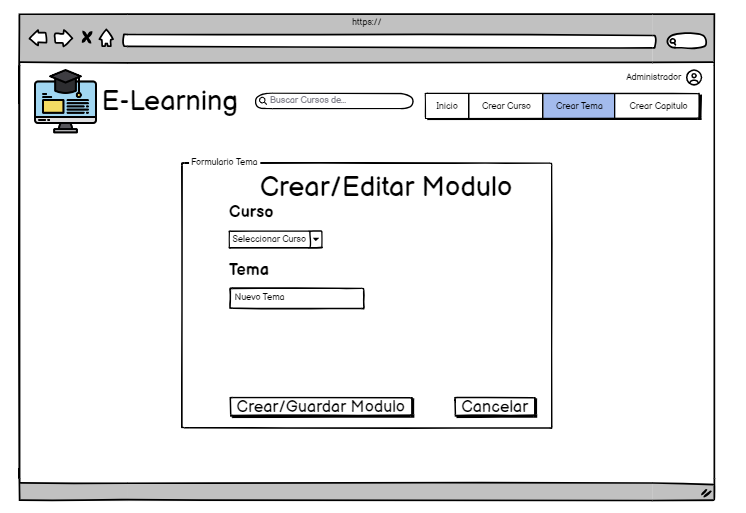 https://
Administrador
E-Learning
Buscar Cursos de...
Inicio
Crear Curso
Crear Tema
Crear Capitulo
Formulario Tema
Crear/Editar Modulo
Curso
Seleccionar Curso
Tema
Nuevo Tema
Crear/Guardar Modulo
Cancelar